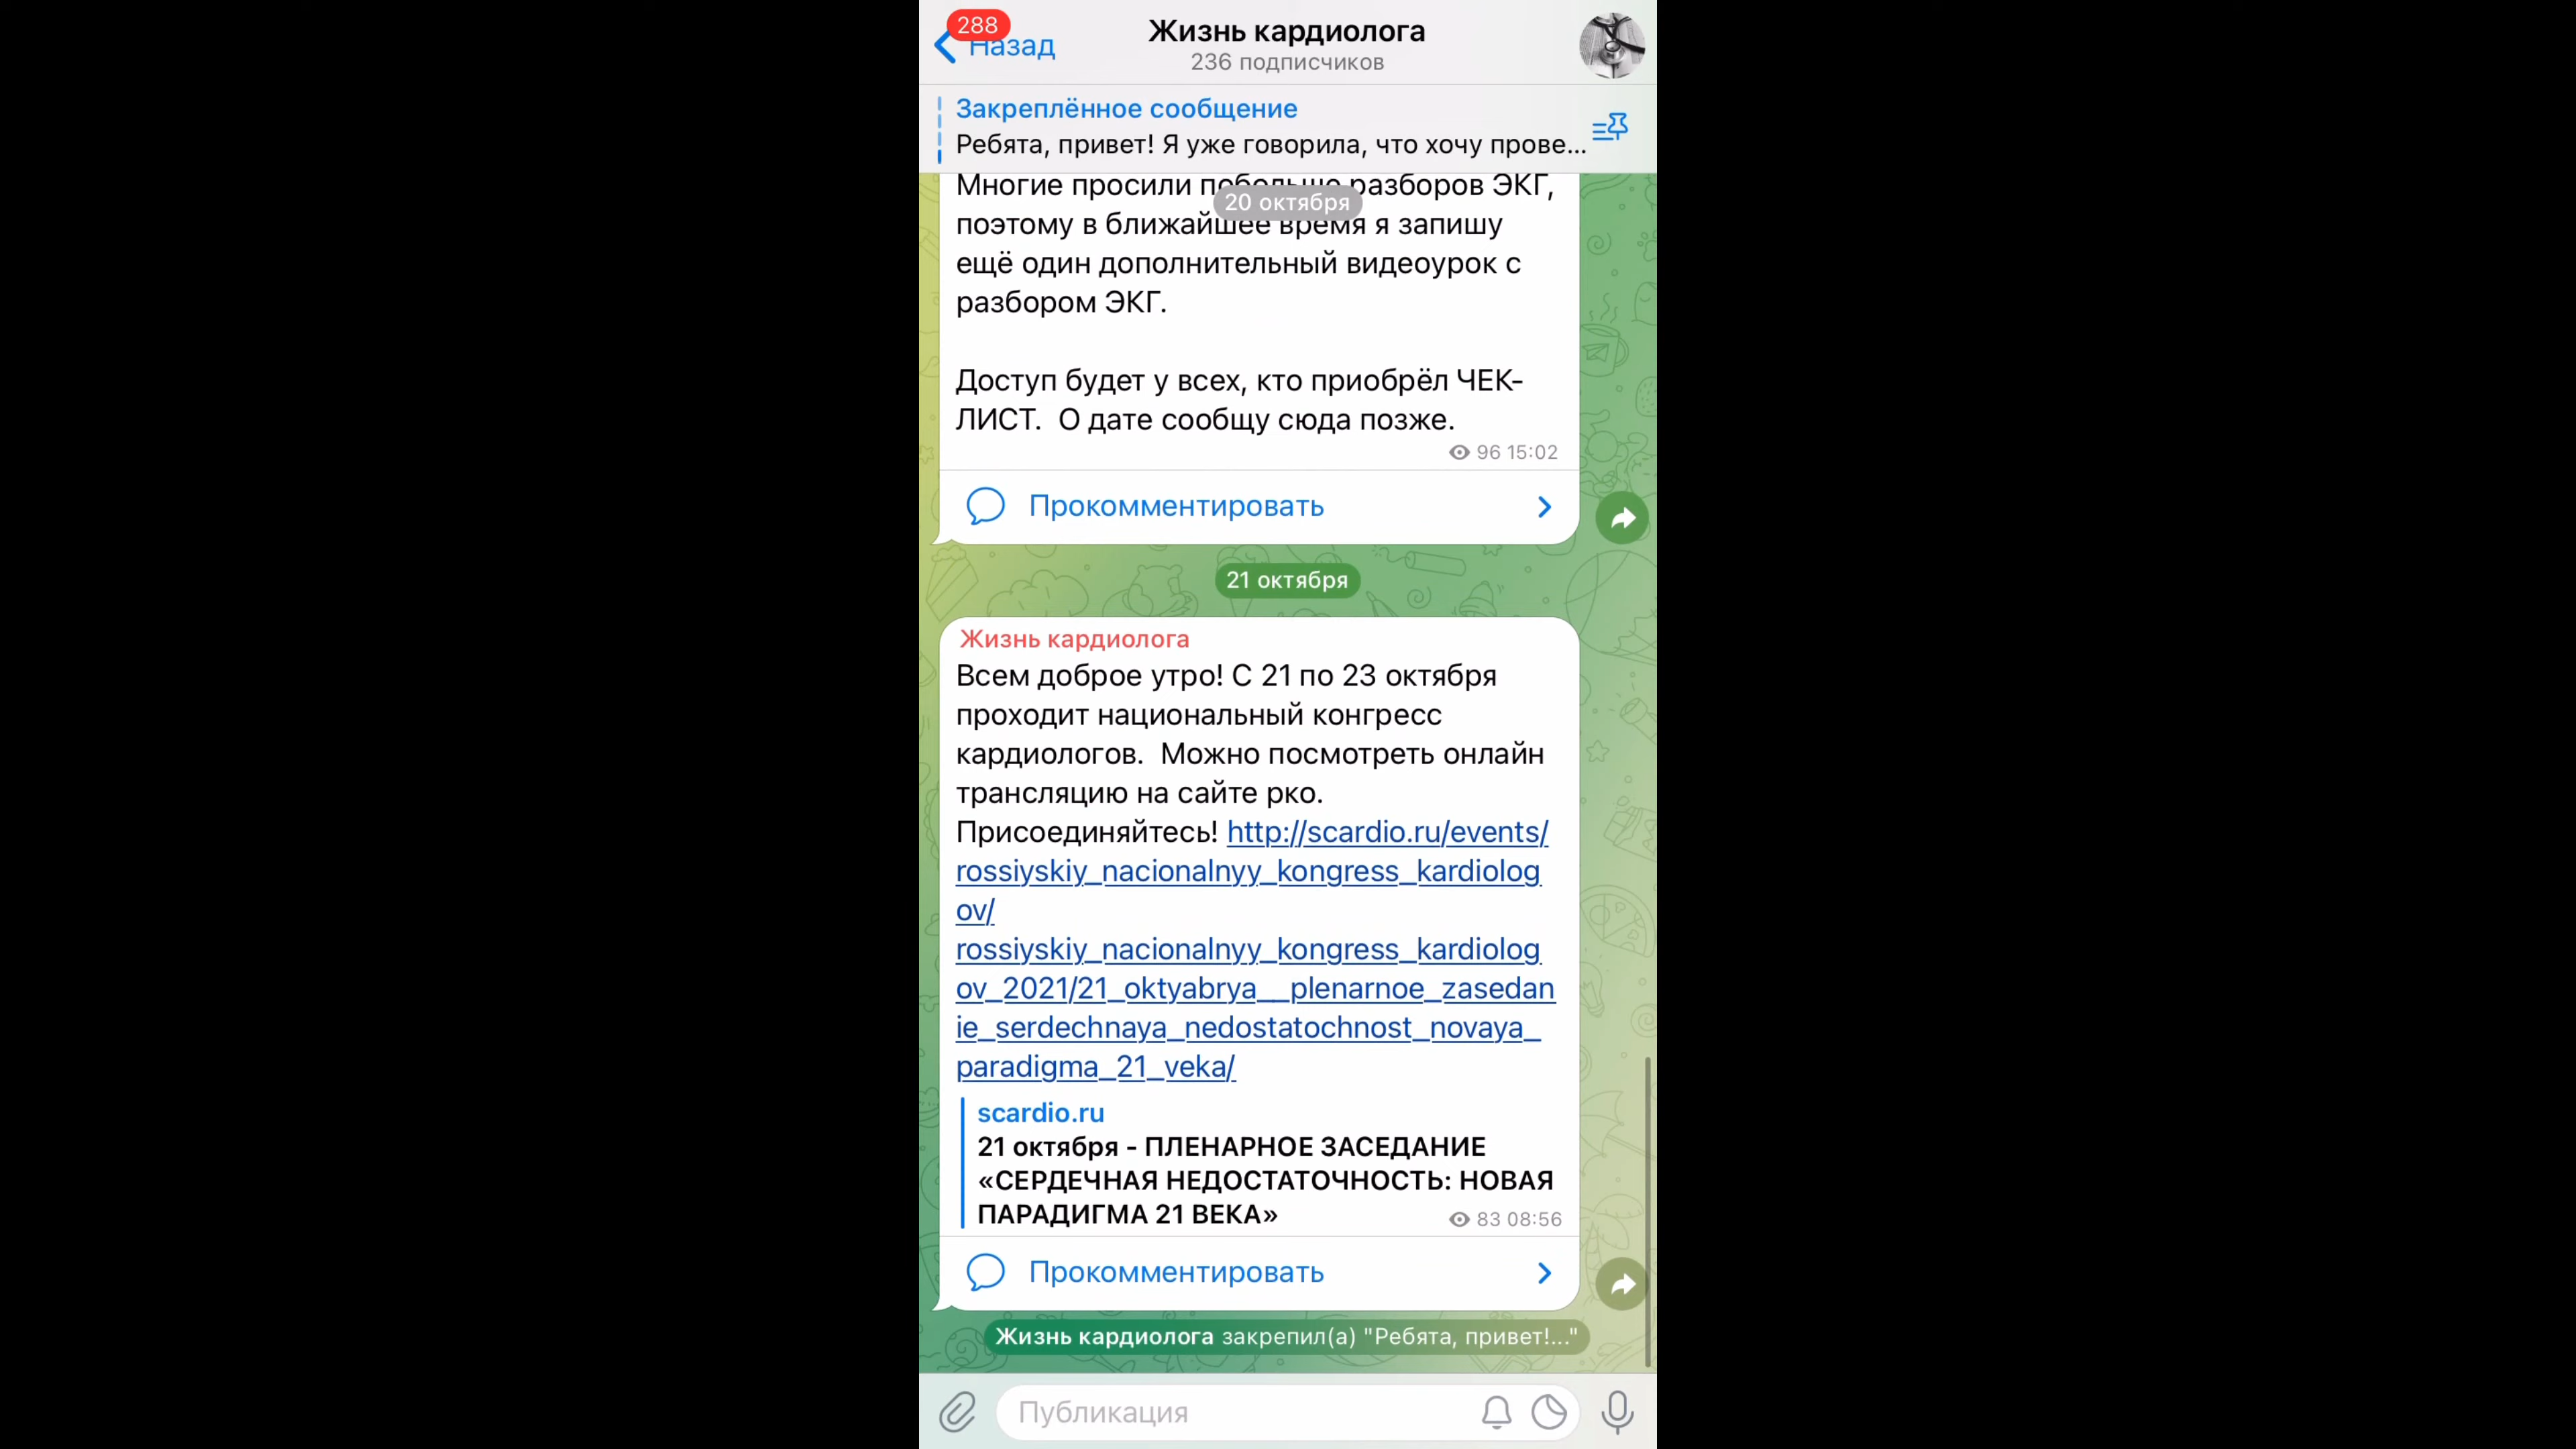 288
Назад
Жизнь кардиолога
236 подписчиков
Закреплённое сообщение
Ребята, привет! Я уже говорила, что хочу прове...
Многие просили побольше разборов ЭКГ,
20 октября
поэтому в ближайшее время я запишу
ещё один дополнительный видеоурок с
разбором ЭКГ.
Доступ будет у всех, кто приобрёл ЧЕК-
ЛИСТ. О дате сообщу сюда позже.
96 15:02
Прокомментировать
21 октября
Жизнь кардиолога
Всем доброе утро! С 21 по 23 октября
проходит национальный конгресс
кардиологов. Можно посмотреть онлайн
трансляцию на сайте рко.
Присоединяйтесь! http://scardio.ru/events/
rossiyskiy_nacionalnyy_kongress_kardiolog
ov/
rossiyskiy_nacionalnyy_kongress_kardiolog
ov_2021/21_oktyabrya__plenarnoe_zasedan
ie_serdechnaya_nedostatochnost_novaya_
paradigma_21_veka/
scardio.ru
21 октября - ПЛЕНАРНОЕ ЗАСЕДАНИЕ
«СЕРДЕЧНАЯ НЕДОСТАТОЧНОСТЬ: НОВАЯ
ПАРАДИГМА 21 ВЕКА»
83 08:56
Прокомментировать
Жизнь кардиолога закрепил(а) "Ребята, привет!..."
Публикация